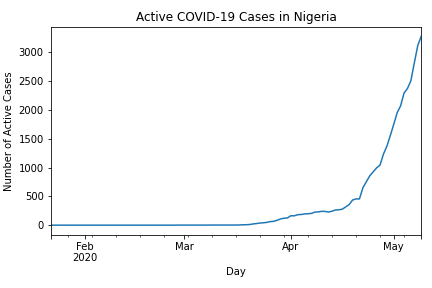 Active COVID-19 Cases in Nigeria
Number of Active Cases
3000
2500
2000
1500
1000
500
0
Feb Mar Apr May
2020
Day